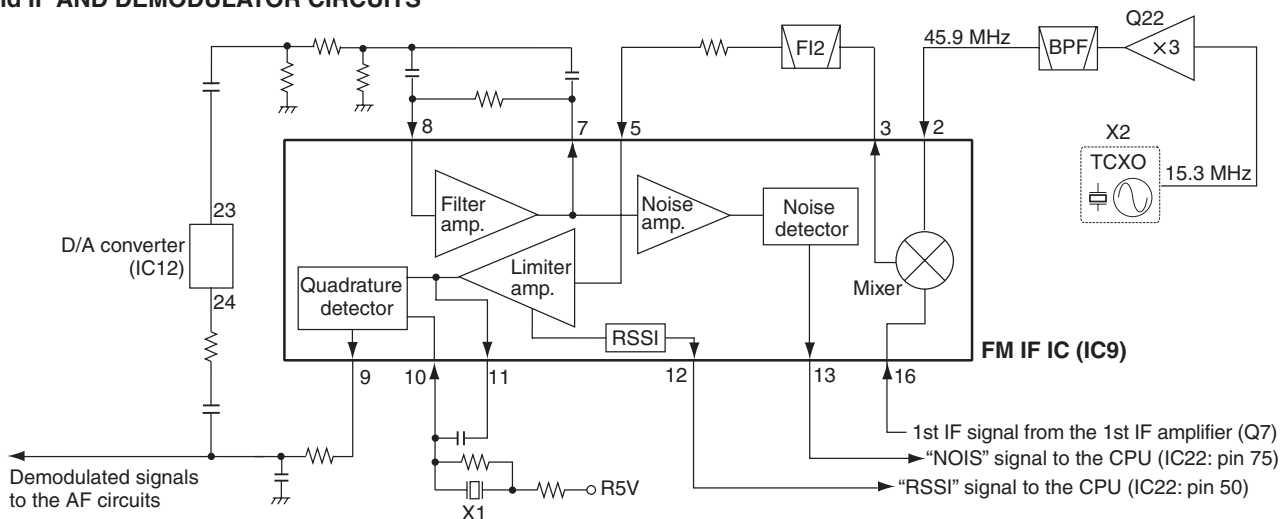 nd IF AND DEMODULATOR CIRCUITS
Q22
45.9 MHz
BPF
×3
FI2
8
7
5
3
2
X2
TCXO
15.3 MHz
23
D/A converter
(IC12)
24
Filter
amp.
Noise
amp.
Noise
detector
Limiter
amp.
Mixer
Quadrature
detector
RSSI
FM IF IC (IC9)
9
10
11
12
13
16
1st IF signal from the 1st IF amplifier (Q7)
"NOIS" signal to the CPU (IC22: pin 75)
"RSSI" signal to the CPU (IC22: pin 50)
Demodulated signals
to the AF circuits
R5V
X1